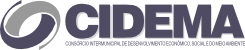 CIDEMA
CONSÓRCIO INTERMUNICIPAL DE DESENVOLVIMENTO ECONÔMICO, SOCIAL E DO MEIO AMBIENTE